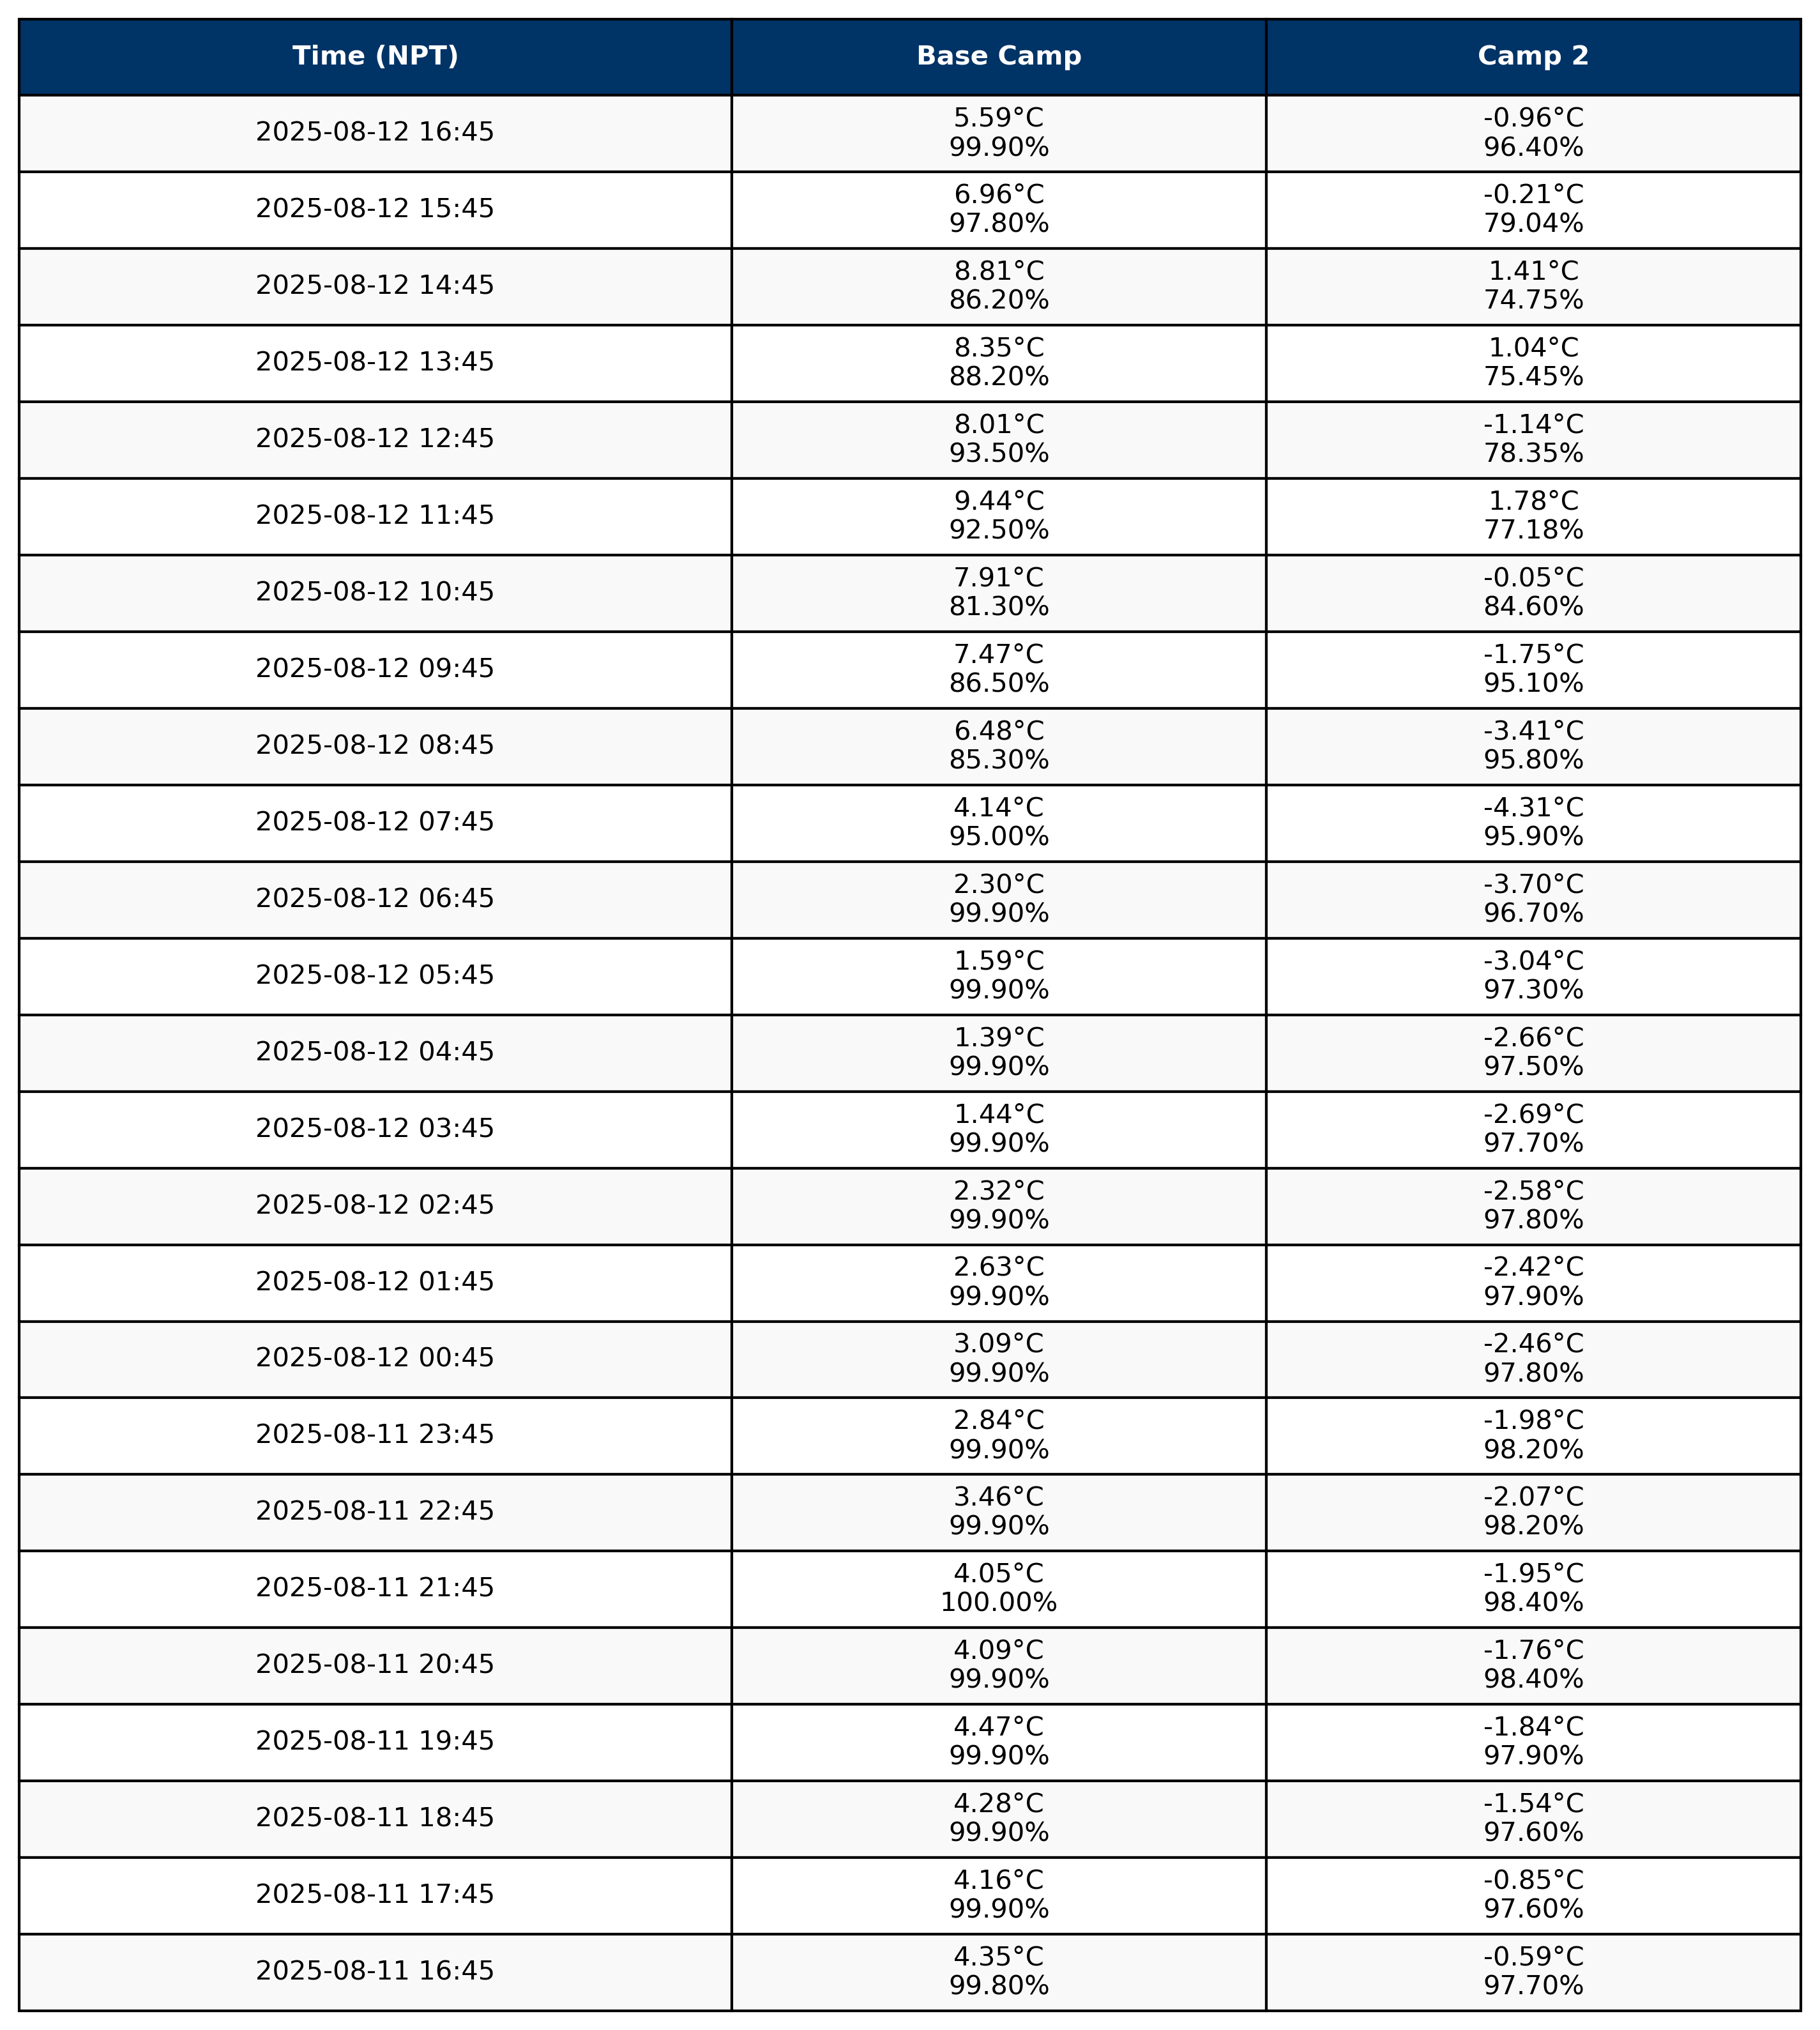 Time (NPT) Base Camp Camp 2
2025-08-12 16:45 5.59°C -0.96°C
99.90% 96.40%
2025-08-12 15:45 6.96°C -0.21°C
97.80% 79.04%
2025-08-12 14:45 8.81°C 1.41°C
86.20% 74.75%
2025-08-12 13:45 8.35°C 1.04°C
88.20% 75.45%
2025-08-12 12:45 8.01°C -1.14°C
93.50% 78.35%
2025-08-12 11:45 9.44°C 1.78°C
92.50% 77.18%
2025-08-12 10:45 7.91°C -0.05°C
81.30% 84.60%
2025-08-12 09:45 7.47°C -1.75°C
86.50% 95.10%
2025-08-12 08:45 6.48°C -3.41°C
85.30% 95.80%
2025-08-12 07:45 4.14°C -4.31°C
95.00% 95.90%
2025-08-12 06:45 2.30°C -3.70°C
99.90% 96.70%
2025-08-12 05:45 1.59°C -3.04°C
99.90% 97.30%
2025-08-12 04:45 1.39°C -2.66°C
99.90% 97.50%
2025-08-12 03:45 1.44°C -2.69°C
99.90% 97.70%
2025-08-12 02:45 2.32°C -2.58°C
99.90% 97.80%
2025-08-12 01:45 2.63°C -2.42°C
99.90% 97.90%
2025-08-12 00:45 3.09°C -2.46°C
99.90% 97.80%
2025-08-11 23:45 2.84°C -1.98°C
99.90% 98.20%
2025-08-11 22:45 3.46°C -2.07°C
99.90% 98.20%
2025-08-11 21:45 4.05°C -1.95°C
100.00% 98.40%
2025-08-11 20:45 4.09°C -1.76°C
99.90% 98.40%
2025-08-11 19:45 4.47°C -1.84°C
99.90% 97.90%
2025-08-11 18:45 4.28°C -1.54°C
99.90% 97.60%
2025-08-11 17:45 4.16°C -0.85°C
99.90% 97.60%
2025-08-11 16:45 4.35°C -0.59°C
99.80% 97.70%